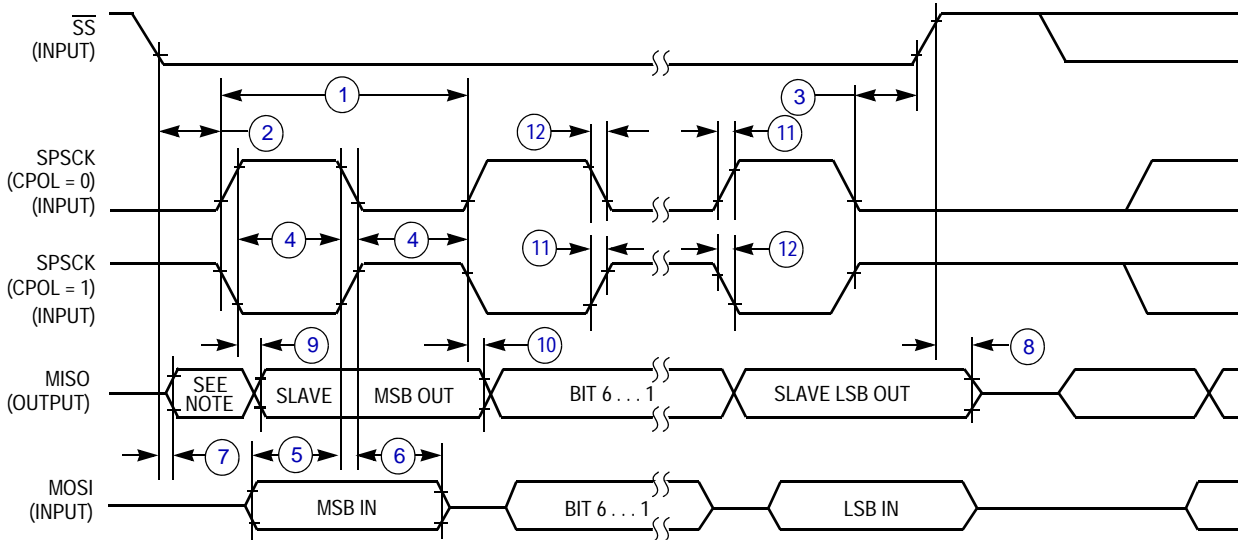 SS
(INPUT)
1
3
2
12
11
SPSCK
(CPOL = 0)
(INPUT)
4
4
11
12
SPSCK
(CPOL = 1)
(INPUT)
9
10
8
MISO
(OUTPUT)
SEE
NOTE
SLAVE
MSB OUT
BIT 6 . . . 1
SLAVE LSB OUT
7
5
6
MOSI
(INPUT)
MSB IN
BIT 6 . . . 1
LSB IN